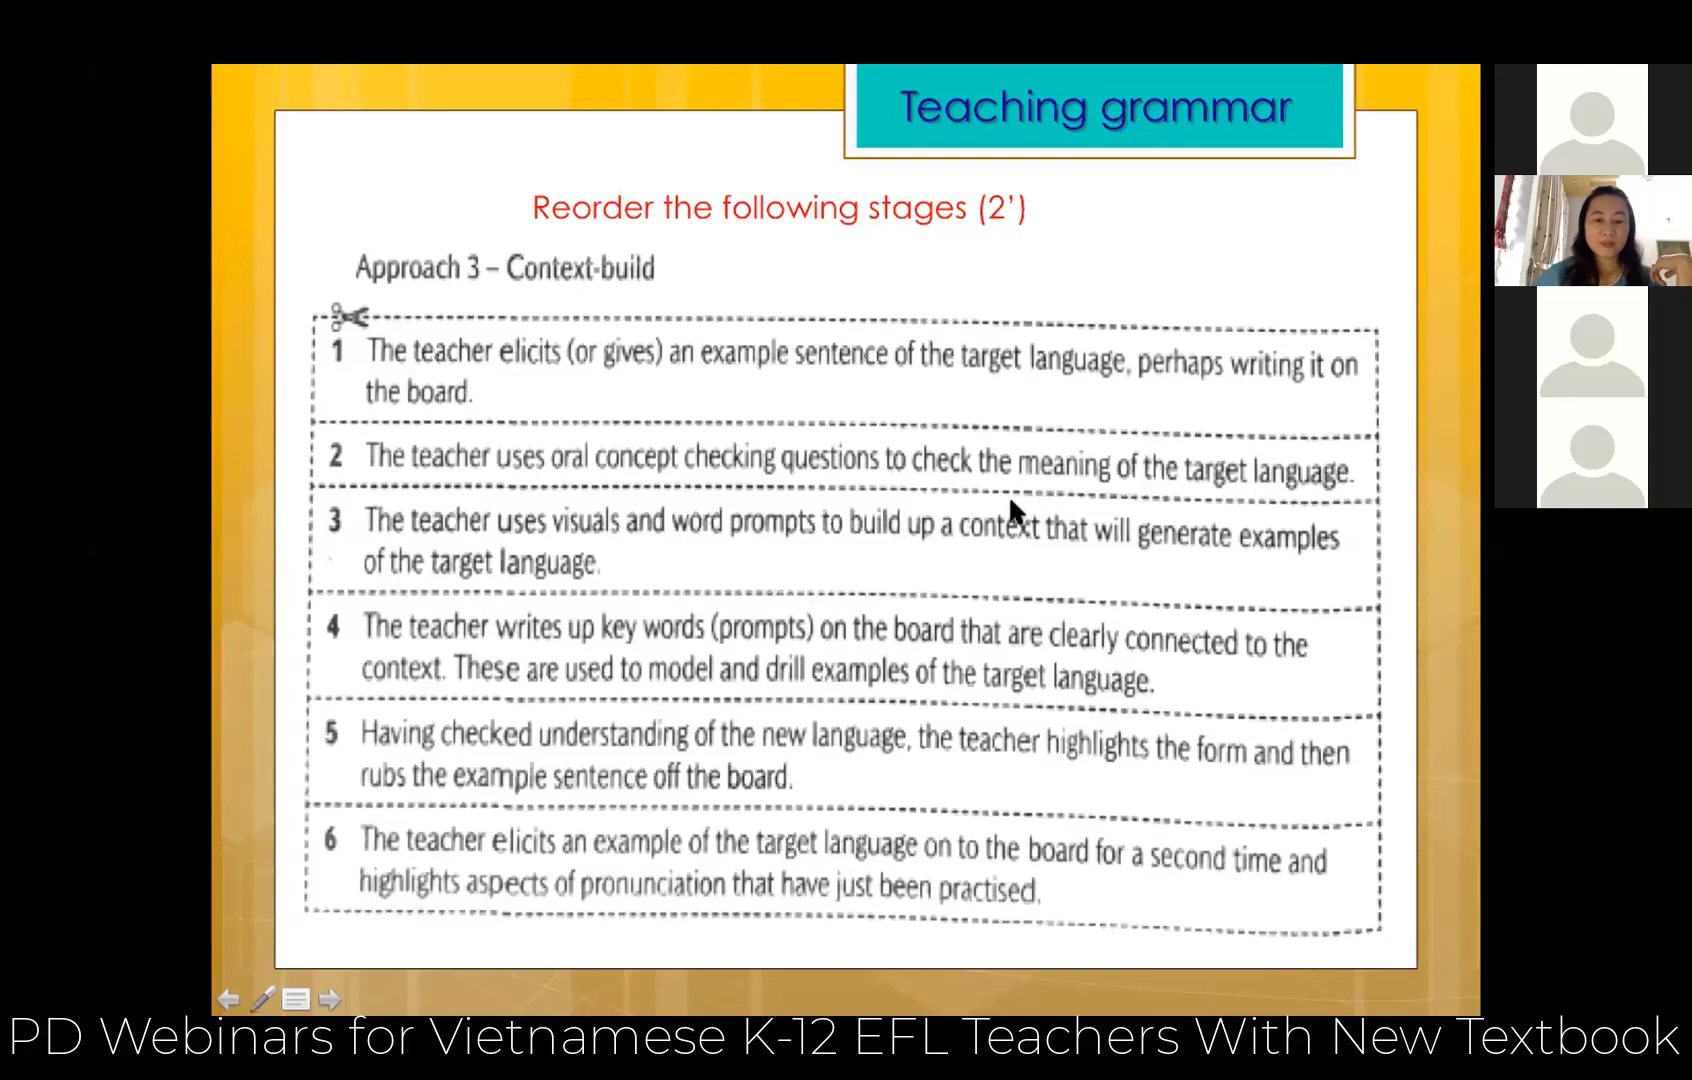 Teaching grammar
Reorder the following stages (2’)
Approach 3 – Context-build
1 The teacher elicits (or gives) an example sentence of the target language, perhaps writing it on
the board.
2 The teacher uses oral concept checking questions to check the meaning of the target language.
3 The teacher uses visuals and word prompts to build up a context that will generate examples
of the target language.
4 The teacher writes up key words (prompts) on the board that are clearly connected to the
context. These are used to model and drill examples of the target language.
5 Having checked understanding of the new language, the teacher highlights the form and then
rubs the example sentence off the board.
6 The teacher elicits an example of the target language on to the board for a second time and
highlights aspects of pronunciation that have just been practised.
PD Webinars for Vietnamese K-12 EFL Teachers With New Textbook